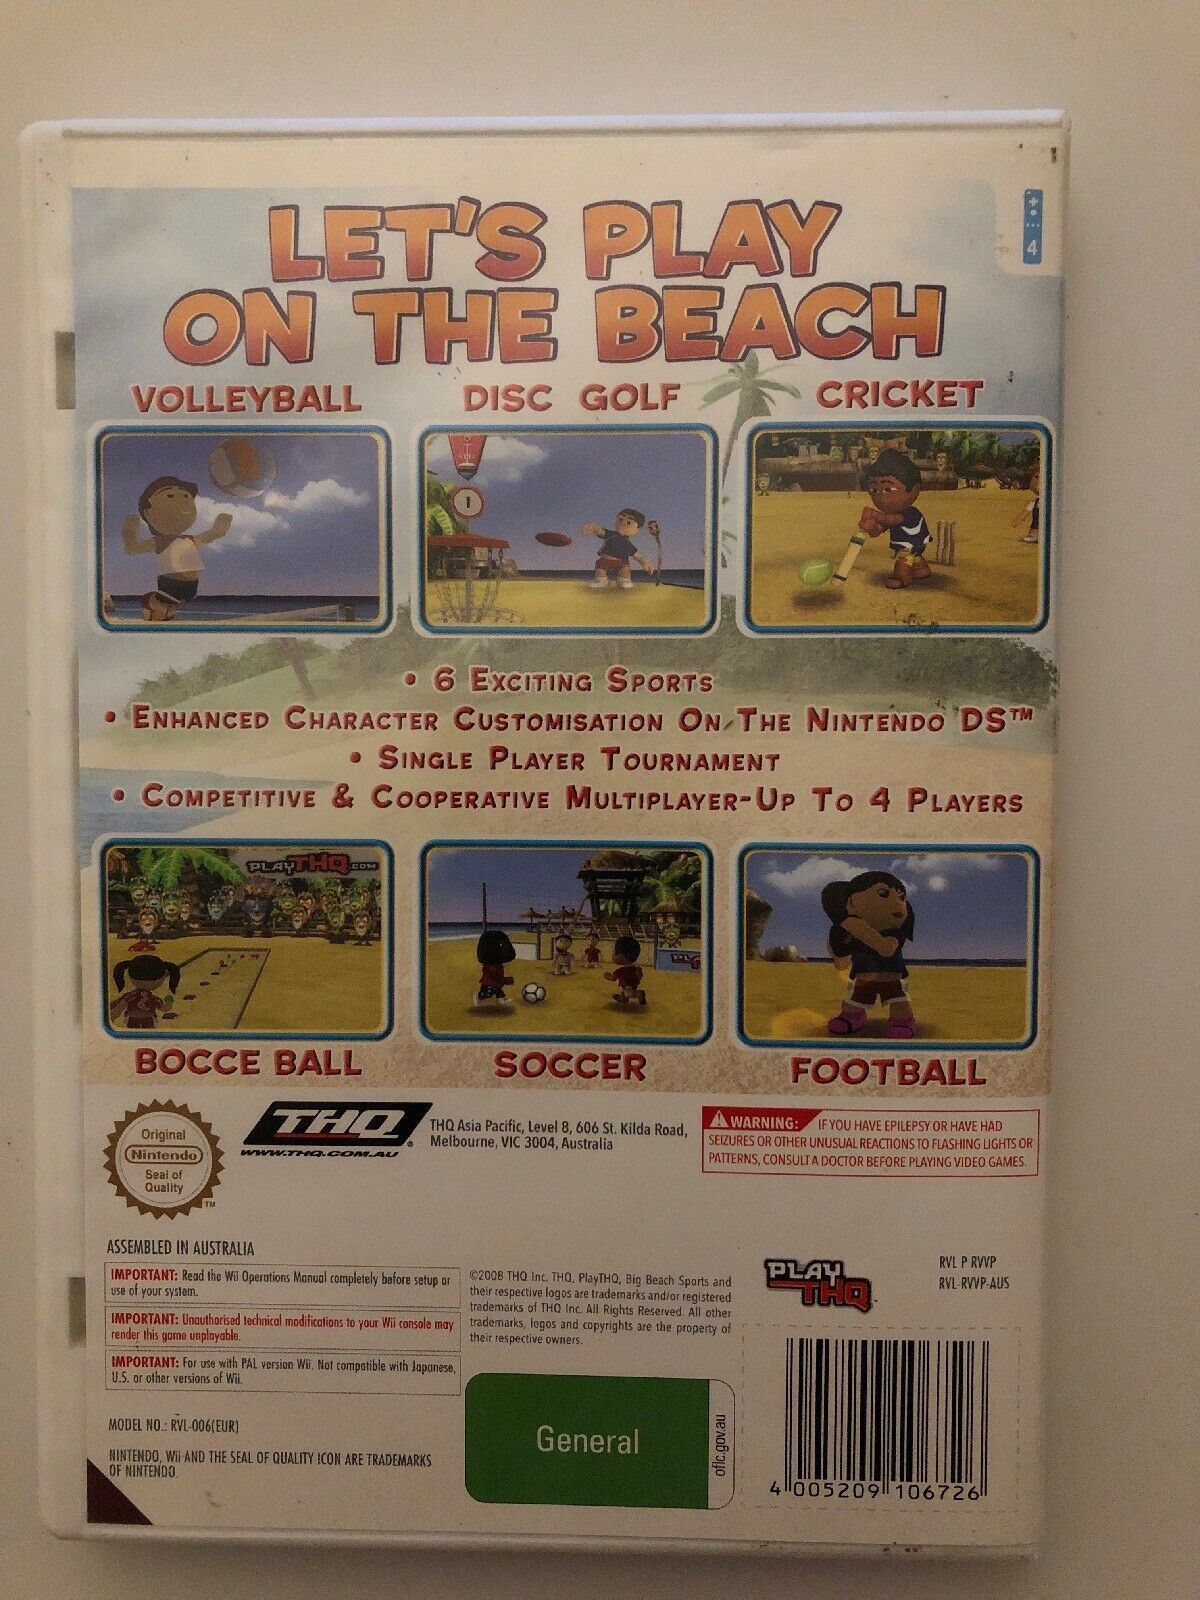 LET'S PLAY
ON THE BEACH
4
VOLLEYBALL
DISC GOLF
CRICKET
• 6 EXCITING SPORTS
• ENHANCED CHARACTER CUSTOMISATION ON THE NINTENDO DS™
• SINGLE PLAYER TOURNAMENT
• COMPETITIVE & COOPERATIVE MULTIPLAYER-UP TO 4 PLAYERS
PLAYTHQ.COM
BOCCE BALL
SOCCER
FOOTBALL
Original
Nintendo
Seal of
Quality
TM
THQ®
WWW.THQ.COM.AU
THQ Asia Pacific, Level 8, 606 St. Kilda Road,
Melbourne, VIC 3004, Australia
WARNING: IF YOU HAVE EPILEPSY OR HAVE HAD
SEIZURES OR OTHER UNUSUAL REACTIONS TO FLASHING LIGHTS OR
PATTERNS, CONSULT A DOCTOR BEFORE PLAYING VIDEO GAMES.
ASSEMBLED IN AUSTRALIA
IMPORTANT: Read the Wii Operations Manual completely before setup or
use of your system.
IMPORTANT: Unauthorised technical modifications to your Wii console may
render this game unplayable.
IMPORTANT: For use with PAL version Wii. Not compatible with Japanese,
U.S. or other versions of Wii.
MODEL NO.: RVL-006(EUR)
NINTENDO, Wii AND THE SEAL OF QUALITY ICON ARE TRADEMARKS
OF NINTENDO.
©2008 THQ Inc. THQ, PlayTHQ, Big Beach Sports and
their respective logos are trademarks and/or registered
trademarks of THQ Inc. All Rights Reserved. All other
trademarks, logos and copyrights are the property of
their respective owners.
General
oflc.gov.au
PLAY
THQ
RVL P RVVP
RVL-RVVP-AUS
4 005209 106726